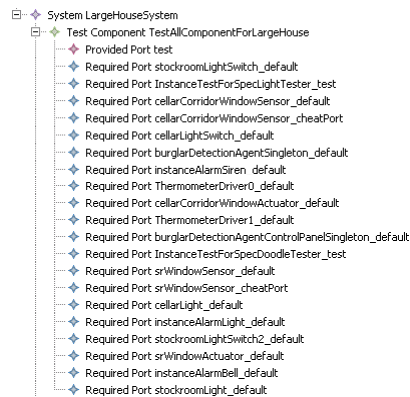 System LargeHouseSystem
Test Component TestAllComponentForLargeHouse
Provided Port test
Required Port stockroomLightSwitch_default
Required Port InstanceTestForSpecLightTester_test
Required Port cellarCorridorWindowSensor_default
Required Port cellarCorridorWindowSensor_cheatPort
Required Port cellarLightSwitch_default
Required Port burglarDetectionAgentSingleton_default
Required Port instanceAlarmSiren_default
Required Port ThermometerDriver0_default
Required Port cellarCorridorWindowActuator_default
Required Port ThermometerDriver1_default
Required Port burglarDetectionAgentControlPanelSingleton_default
Required Port InstanceTestForSpecDoodleTester_test
Required Port srWindowSensor_default
Required Port srWindowSensor_cheatPort
Required Port cellarLight_default
Required Port instanceAlarmLight_default
Required Port stockroomLightSwitch2_default
Required Port srWindowActuator_default
Required Port instanceAlarmBell_default
Required Port stockroomLight_default